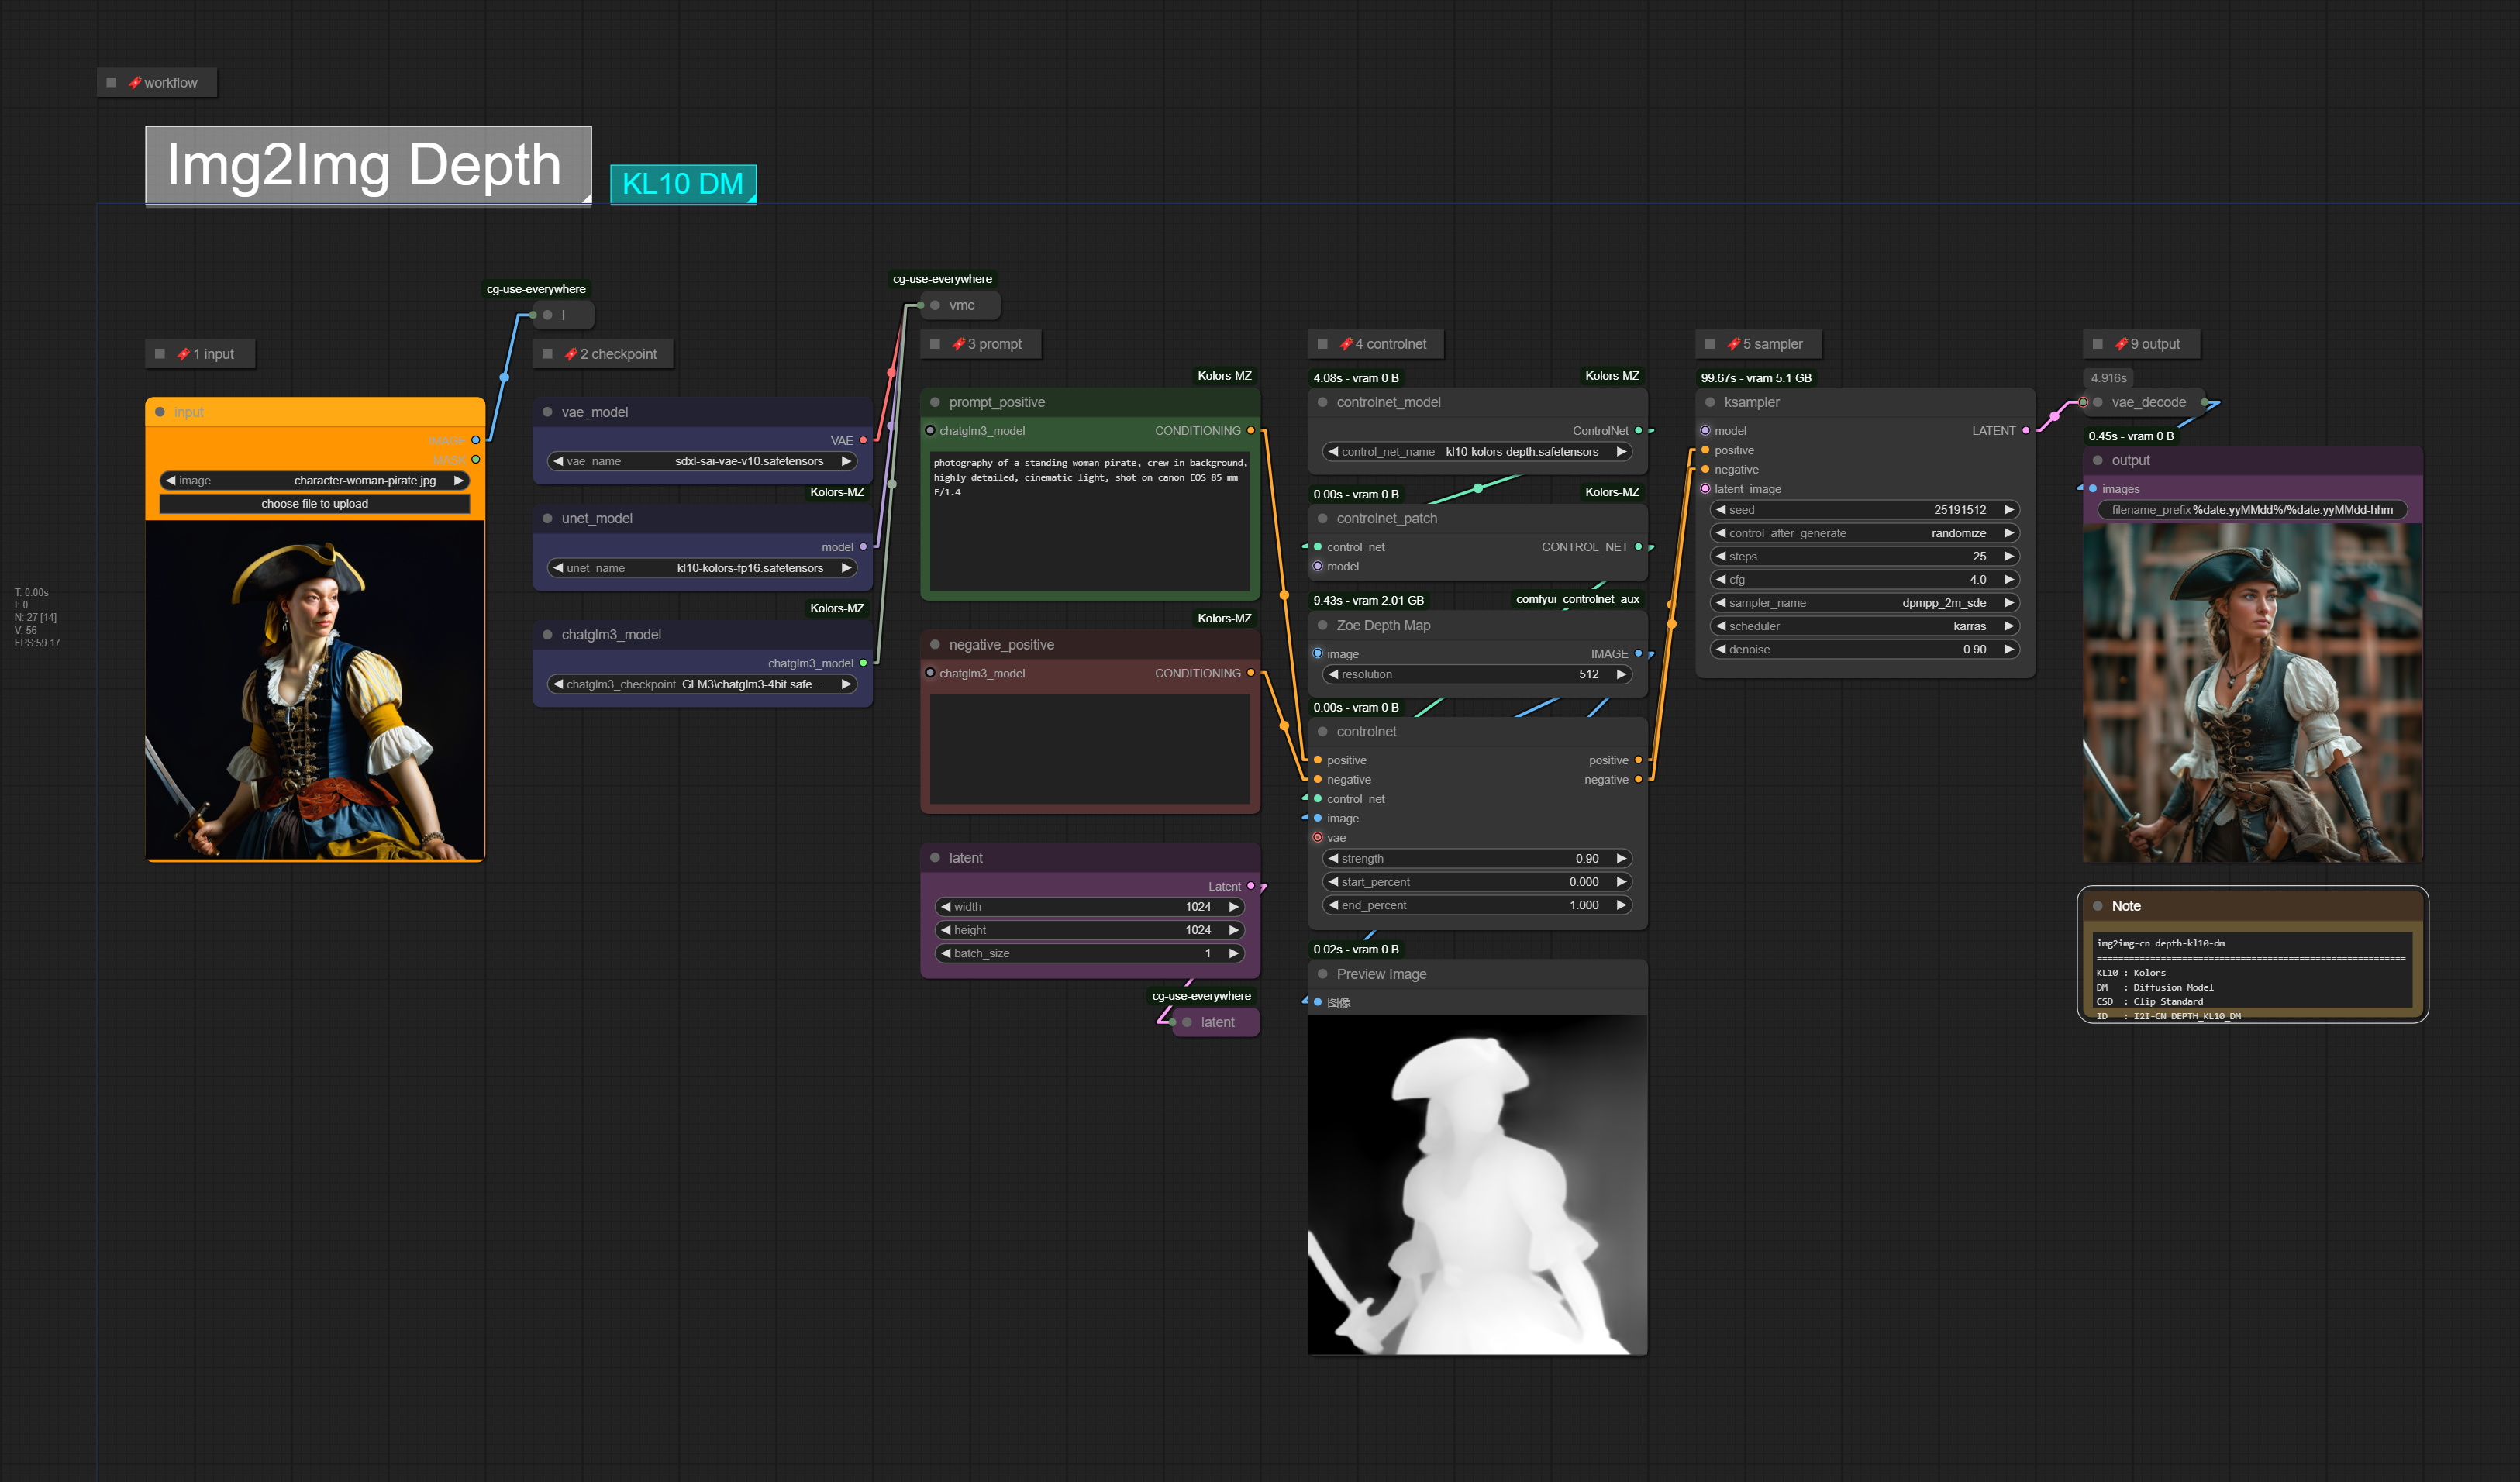 workflow
Img2Img Depth
KL10 DM
cg-use-everywhere
i
1 input
input
IMAGE
MASK
image character-woman-pirate.jpg
choose file to upload
T: 0.00s
I: 0
N: 27 [14]
V: 56
FPS:59.17
2 checkpoint
vae_model
VAE
vae_name sdxl-sai-vae-v10.safetensors
Kolors-MZ
unet_model
model
unet_name kl10-kolors-fp16.safetensors
Kolors-MZ
chatglm3_model
chatglm3_model
chatglm3_checkpoint GLM3\chatglm3-4bit.safe...
cg-use-everywhere
vmc
3 prompt
Kolors-MZ
prompt_positive
chatglm3_model CONDITIONING
photography of a standing woman pirate, crew in background,
highly detailed, cinematic light, shot on canon EOS 85 mm
F/1.4
Kolors-MZ
negative_positive
chatglm3_model CONDITIONING
latent
Latent
width 1024
height 1024
batch_size 1
cg-use-everywhere
latent
4 controlnet
4.08s - vram 0 B Kolors-MZ
controlnet_model
ControlNet
control_net_name kl10-kolors-depth.safetensors
0.00s - vram 0 B Kolors-MZ
controlnet_patch
control_net CONTROL_NET
model
9.43s - vram 2.01 GB comfyui_controlnet_aux
Zoe Depth Map
image IMAGE
resolution 512
0.00s - vram 0 B
controlnet
positive positive
negative negative
control_net
image
vae
strength 0.90
start_percent 0.000
end_percent 1.000
0.02s - vram 0 B
Preview Image
图像
5 sampler
99.67s - vram 5.1 GB
ksampler
model LATENT
positive
negative
latent_image
seed 25191512
control_after_generate randomize
steps 25
cfg 4.0
sampler_name dpmpp_2m_sde
scheduler karras
denoise 0.90
9 output
4.916s
vae_decode
0.45s - vram 0 B
output
images
filename_prefix %date:yyMMdd%/%date:yyMMdd-hhm
Note
img2img-cn depth-kl10-dm
============================================================
KL10 : Kolors
DM : Diffusion Model
CSD : Clip Standard
ID : I2I-CN DEPTH_KL10_DM